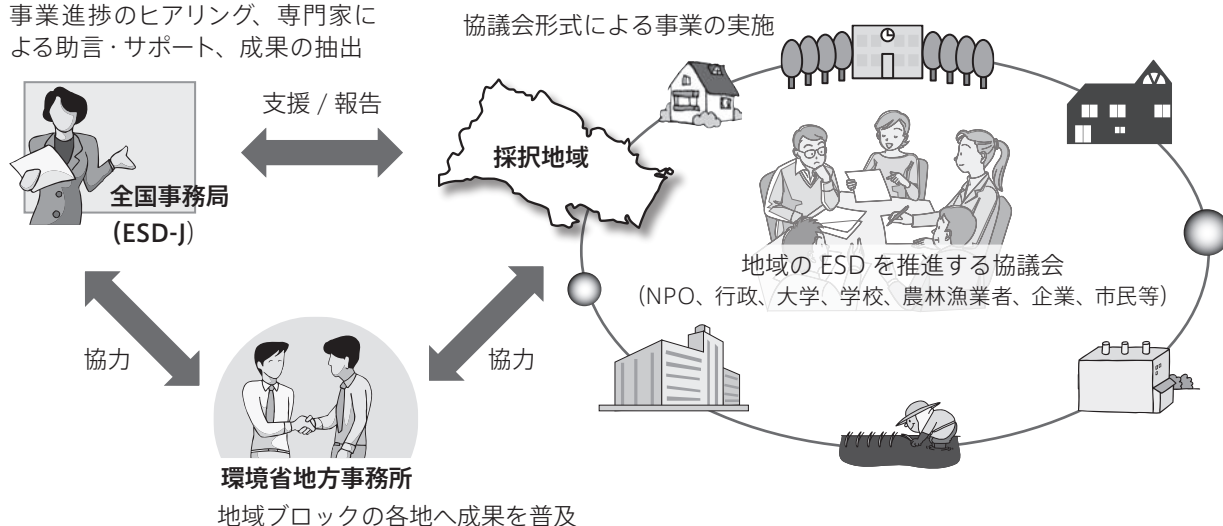 事業進捗のヒアリング、専門家に
よる助言・サポート、成果の抽出
協議会形式による事業の実施
支援 / 報告
採択地域
全国事務局
(ESD-J)
地域の ESD を推進する協議会
（NPO、行政、大学、学校、農林漁業者、企業、市民等）
協力
協力
環境省地方事務所
地域ブロックの各地へ成果を普及